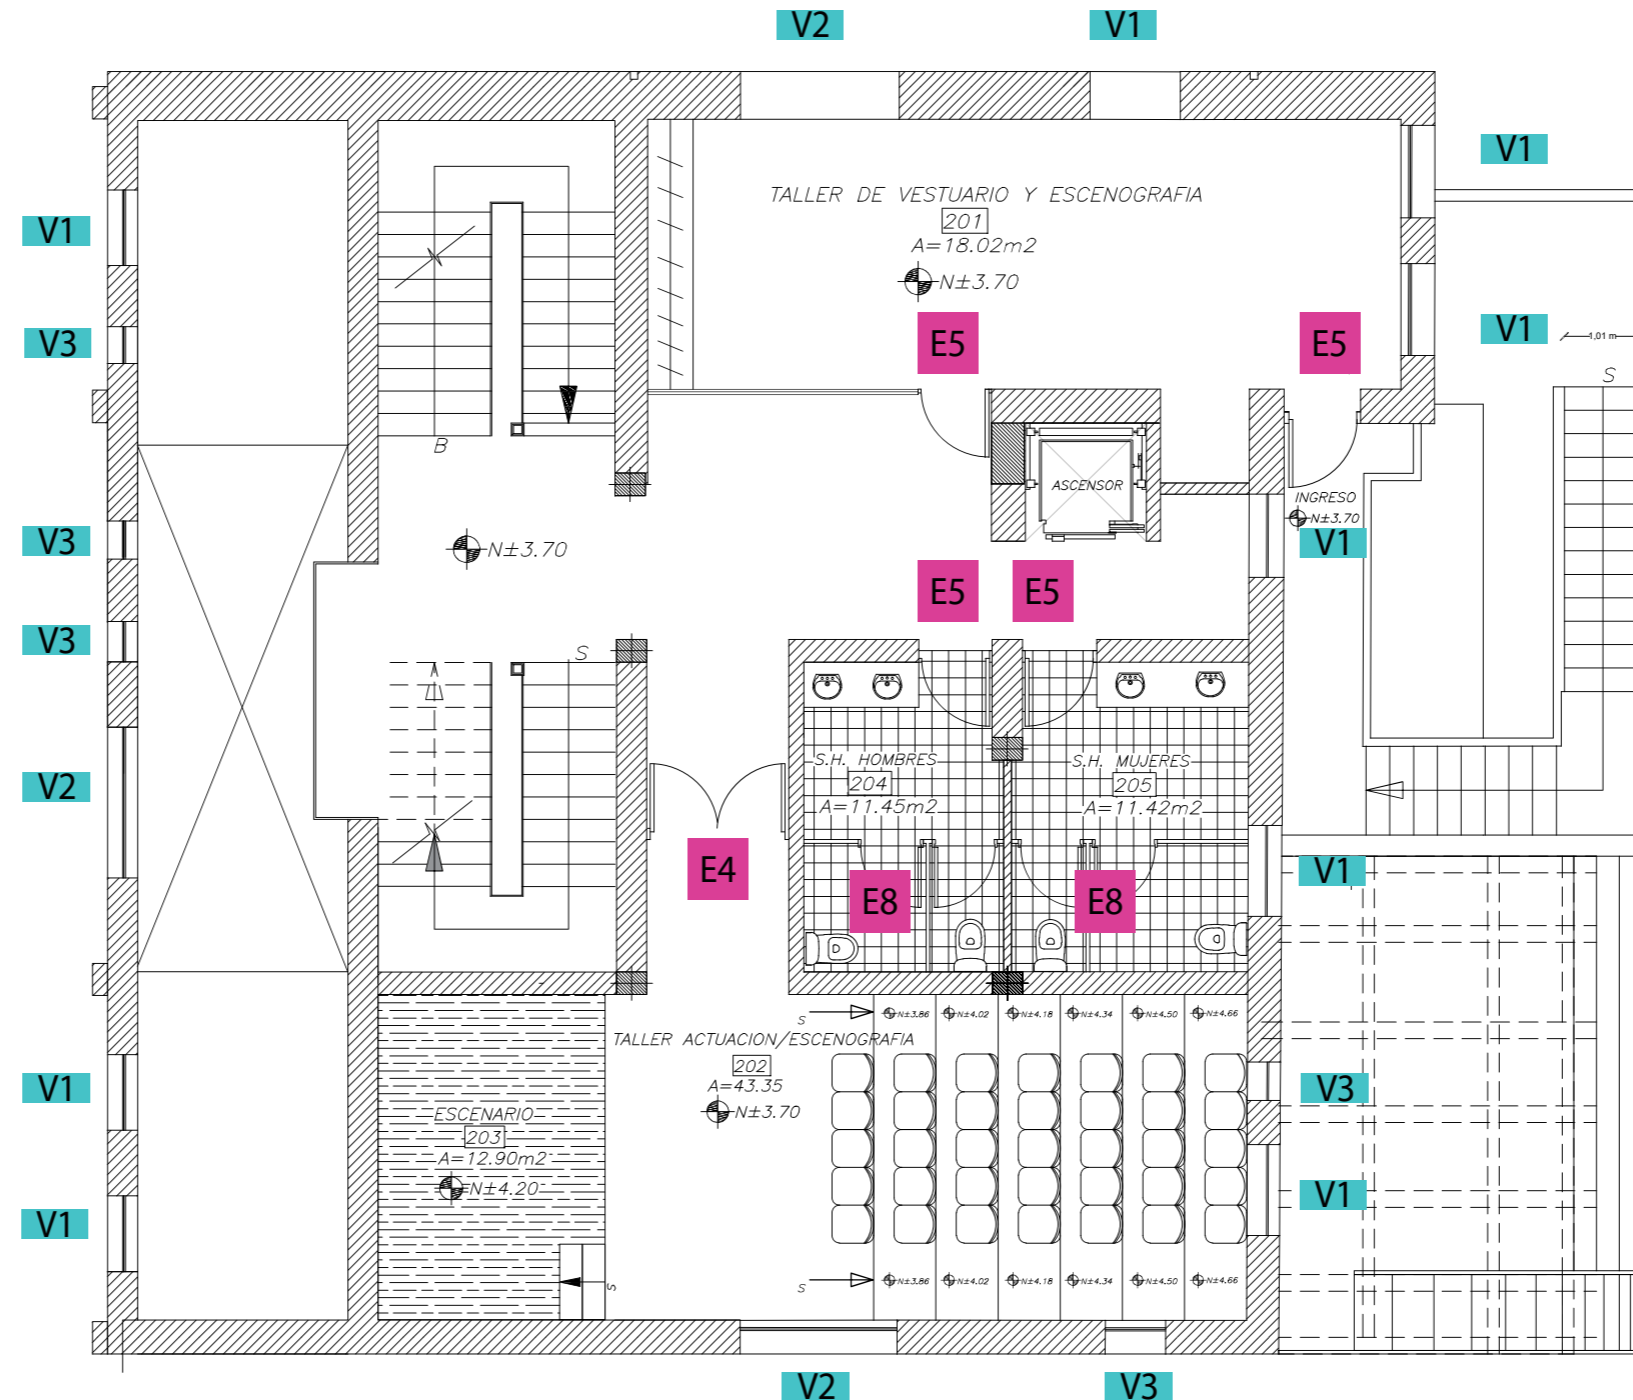 V2 V1
V1
TALLER DE VESTUARIO Y ESCENOGRAFIA
201
A=18.02m2
N±3.70
V1
V3
E5 E5
V1
1,01 m
S
B
ASCENSOR
INGRESO
N±3.70
V1
V3
N±3.70
E5 E5
V3
S
S.H. HOMBRES
204
A=11.45m2
S.H. MUJERES
205
A=11.42m2
V2
E4
E8 E8
V1
S N±3.86 N±4.02 N±4.18 N±4.34 N±4.50 N±4.66
TALLER ACTUACION/ESCENOGRAFIA
202
A=43.35
N±3.70
V1
V3
ESCENARIO
203
A=12.90m2
N±4.20
V1
V1
S
S N±3.86 N±4.02 N±4.18 N±4.34 N±4.50 N±4.66
V2 V3